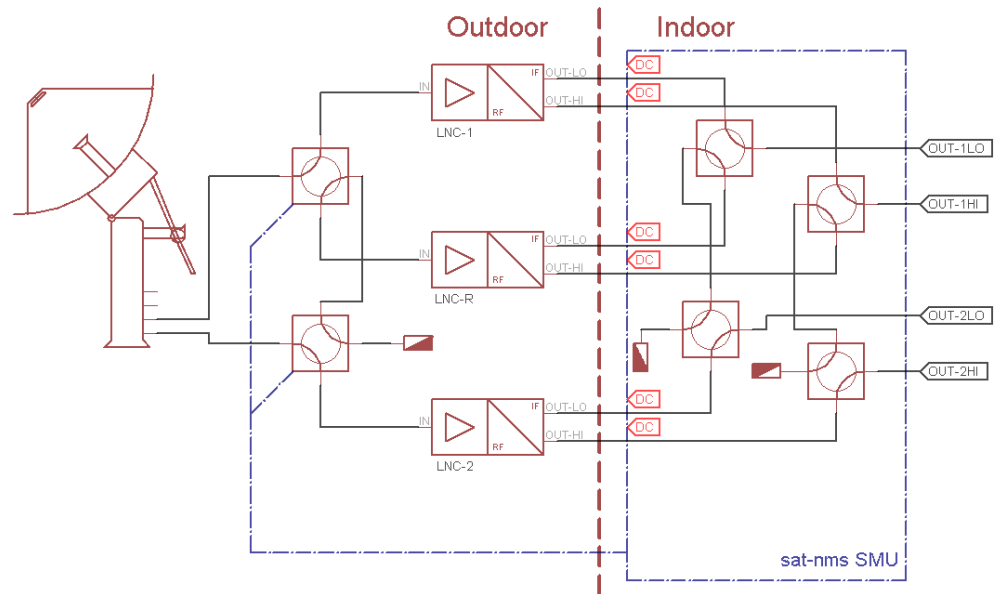 Outdoor
Indoor
IF
OUT-LO
DC
IN
OUT-HI
DC
RF
LNC-1
OUT-1LO
OUT-1HI
IF
OUT-LO
DC
IN
OUT-HI
DC
RF
LNC-R
OUT-2LO
OUT-2HI
IF
OUT-LO
DC
IN
OUT-HI
DC
RF
LNC-2
sat-nms SMU